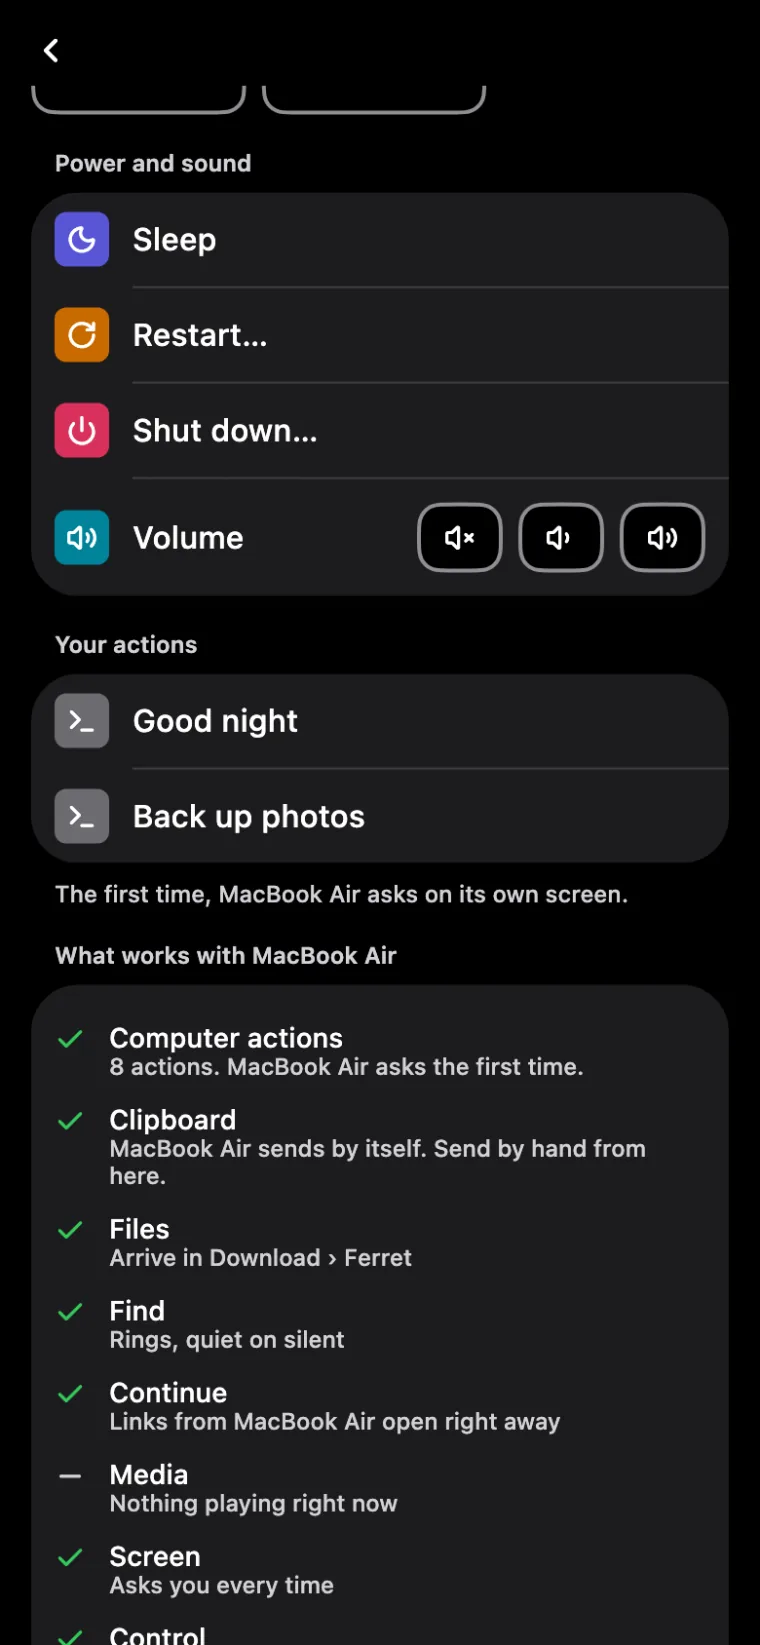 Power and sound
Sleep
Restart...
Shut down...
Volume
Your actions
Good night
Back up photos
The first time, MacBook Air asks on its own screen.
What works with MacBook Air
Computer actions
8 actions. MacBook Air asks the first time.
Clipboard
MacBook Air sends by itself. Send by hand from
here.
Files
Arrive in Download › Ferret
Find
Rings, quiet on silent
Continue
Links from MacBook Air open right away
Media
Nothing playing right now
Screen
Asks you every time
Control